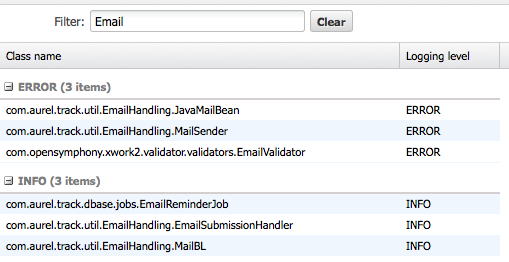 Filter: Email Clear
Class name Logging level
ERROR (3 items)
com.aurel.track.util.EmailHandling.JavaMailBean ERROR
com.aurel.track.util.EmailHandling.MailSender ERROR
com.opensymphony.xwork2.validator.validators.EmailValidator ERROR
INFO (3 items)
com.aurel.track.dbase.jobs.EmailReminderJob INFO
com.aurel.track.util.EmailHandling.EmailSubmissionHandler INFO
com.aurel.track.util.EmailHandling.MailBL INFO